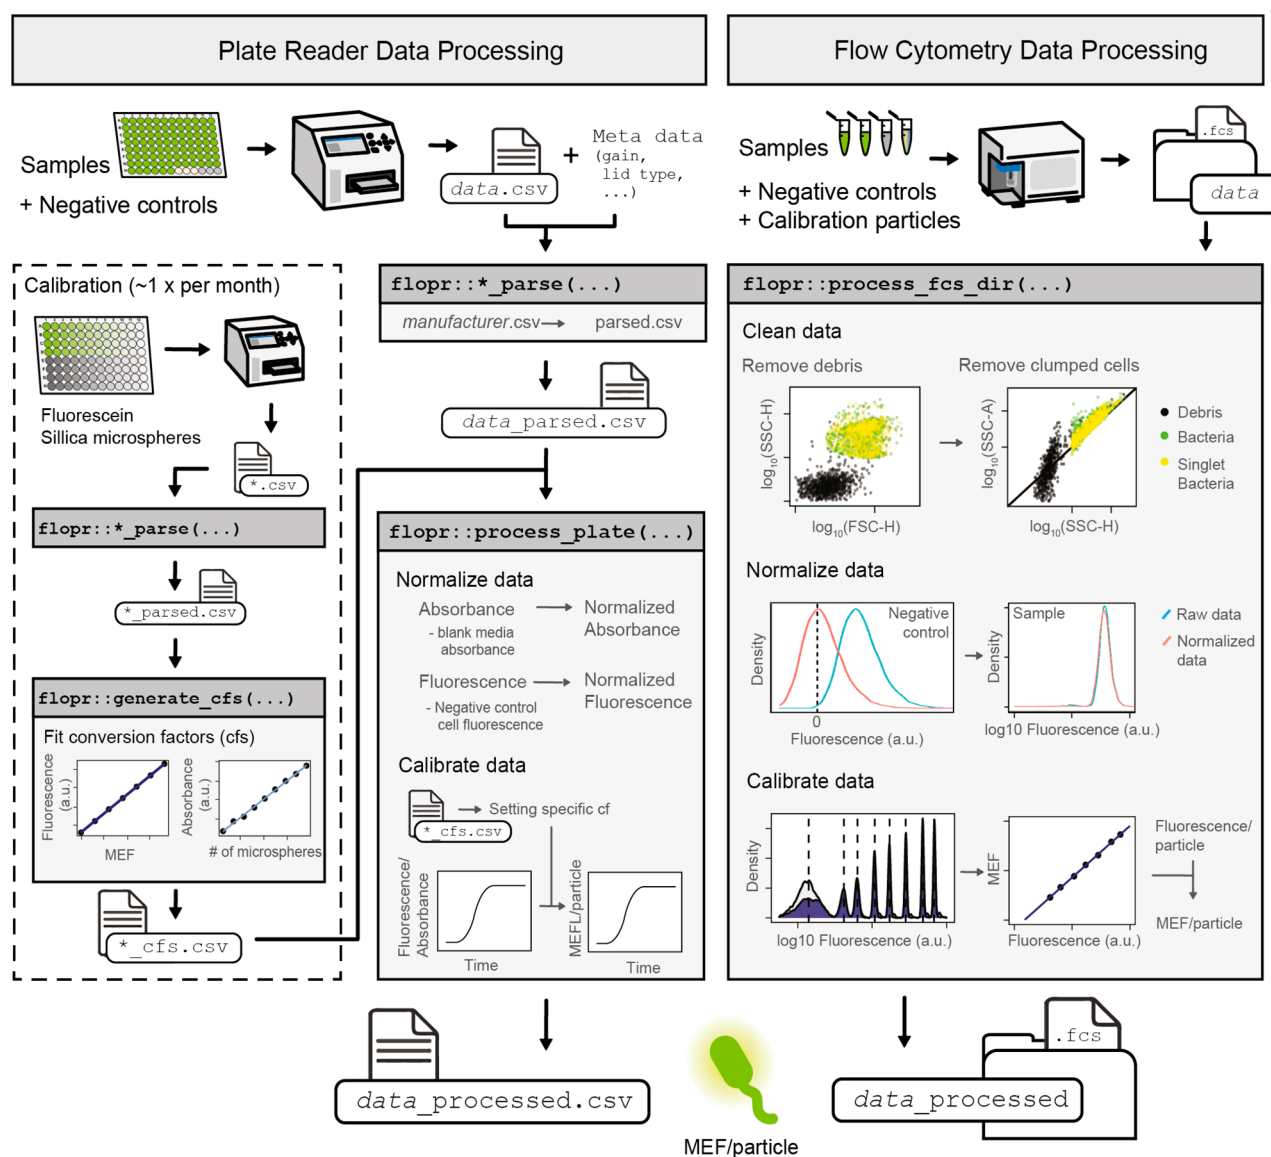 Plate Reader Data Processing
Samples
+ Negative controls
data.csv
+
Meta data
(gain,
lid type,
...)
Calibration (~1 x per month)
Fluorescein
Sillica microspheres
*.csv
flopr::*_parse(...)
*_parsed.csv
flopr::generate_cfs(...)
Fit conversion factors (cfs)
Fluorescence
(a.u.)
MEF
Absorbance
(a.u.)
# of microspheres
*_cfs.csv
flopr::*_parse(...)
manufacturer.csv
parsed.csv
data_parsed.csv
flopr::process_plate(...)
Normalize data
Absorbance
Normalized
Absorbance
- blank media
absorbance
Fluorescence
Normalized
Fluorescence
- Negative control
cell fluorescence
Calibrate data
Setting specific cf
*_cfs.csv
Fluorescence/
Absorbance
Time
MEFL/particle
Time
data_processed.csv
Flow Cytometry Data Processing
Samples
+ Negative controls
+ Calibration particles
.fcs
data
flopr::process_fcs_dir(...)
Clean data
Remove debris
Remove clumped cells
log10(SSC-H)
log10(FSC-H)
log10(SSC-A)
log10(SSC-H)
Debris
Bacteria
Singlet
Bacteria
Normalize data
Density
Negative
control
0
Fluorescence (a.u.)
Density
Sample
log10 Fluorescence (a.u.)
Raw data
Normalized
data
Calibrate data
Density
log10 Fluorescence (a.u.)
MEF
Fluorescence (a.u.)
Fluorescence/
particle
MEF/particle
.fcs
data_processed
MEF/particle